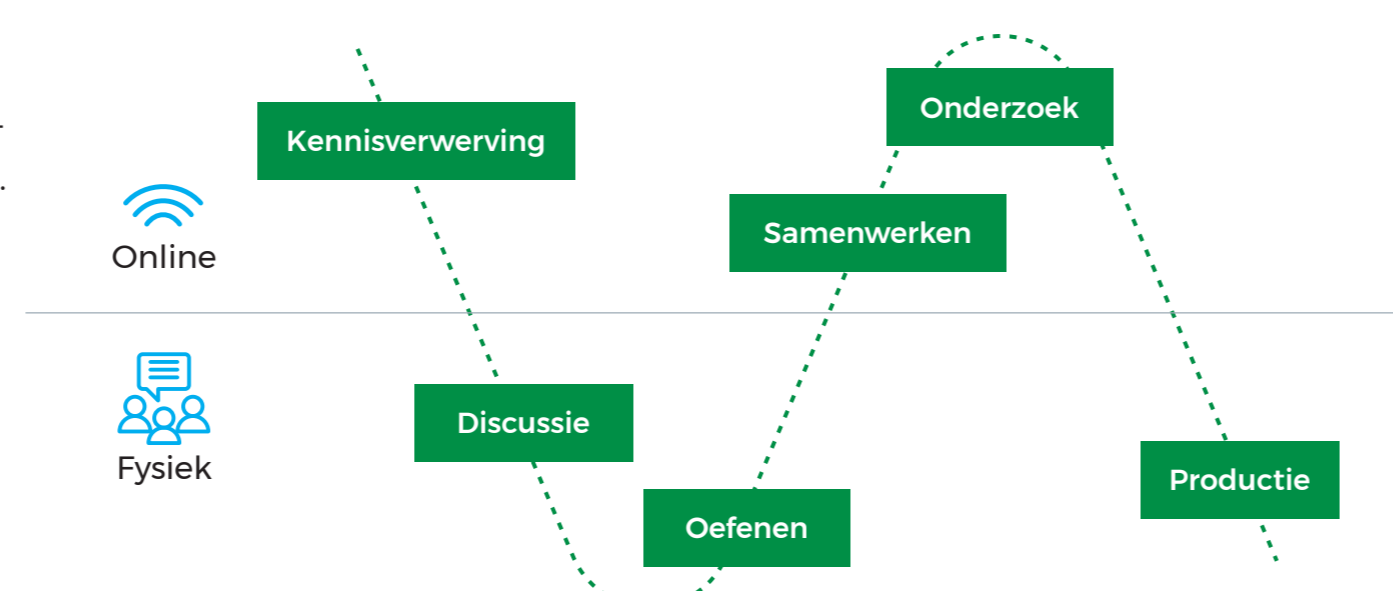 Onderzoek
Kennisverwerving
Samenwerken
Online
Discussie
Fysiek
Productie
Oefenen